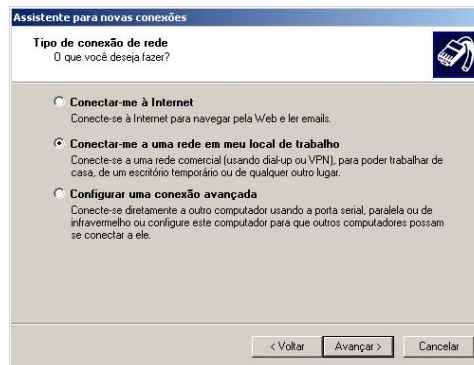 Assistente para novas conexões
Tipo de conexão de rede
O que você deseja fazer?
Conectar-me à Internet
Conecte-se à Internet para navegar pela Web e ler emails.
Conectar-me a uma rede em meu local de trabalho
Conecte-se a uma rede comercial (usando dial-up ou VPN), para poder trabalhar de
casa, de um escritório temporário ou de qualquer outro lugar.
Configurar uma conexão avançada
Conecte-se diretamente a outro computador usando a porta serial, paralela ou de
infravermelho ou configure este computador para que outros computadores possam
se conectar a ele.
< Voltar Avançar > Cancelar